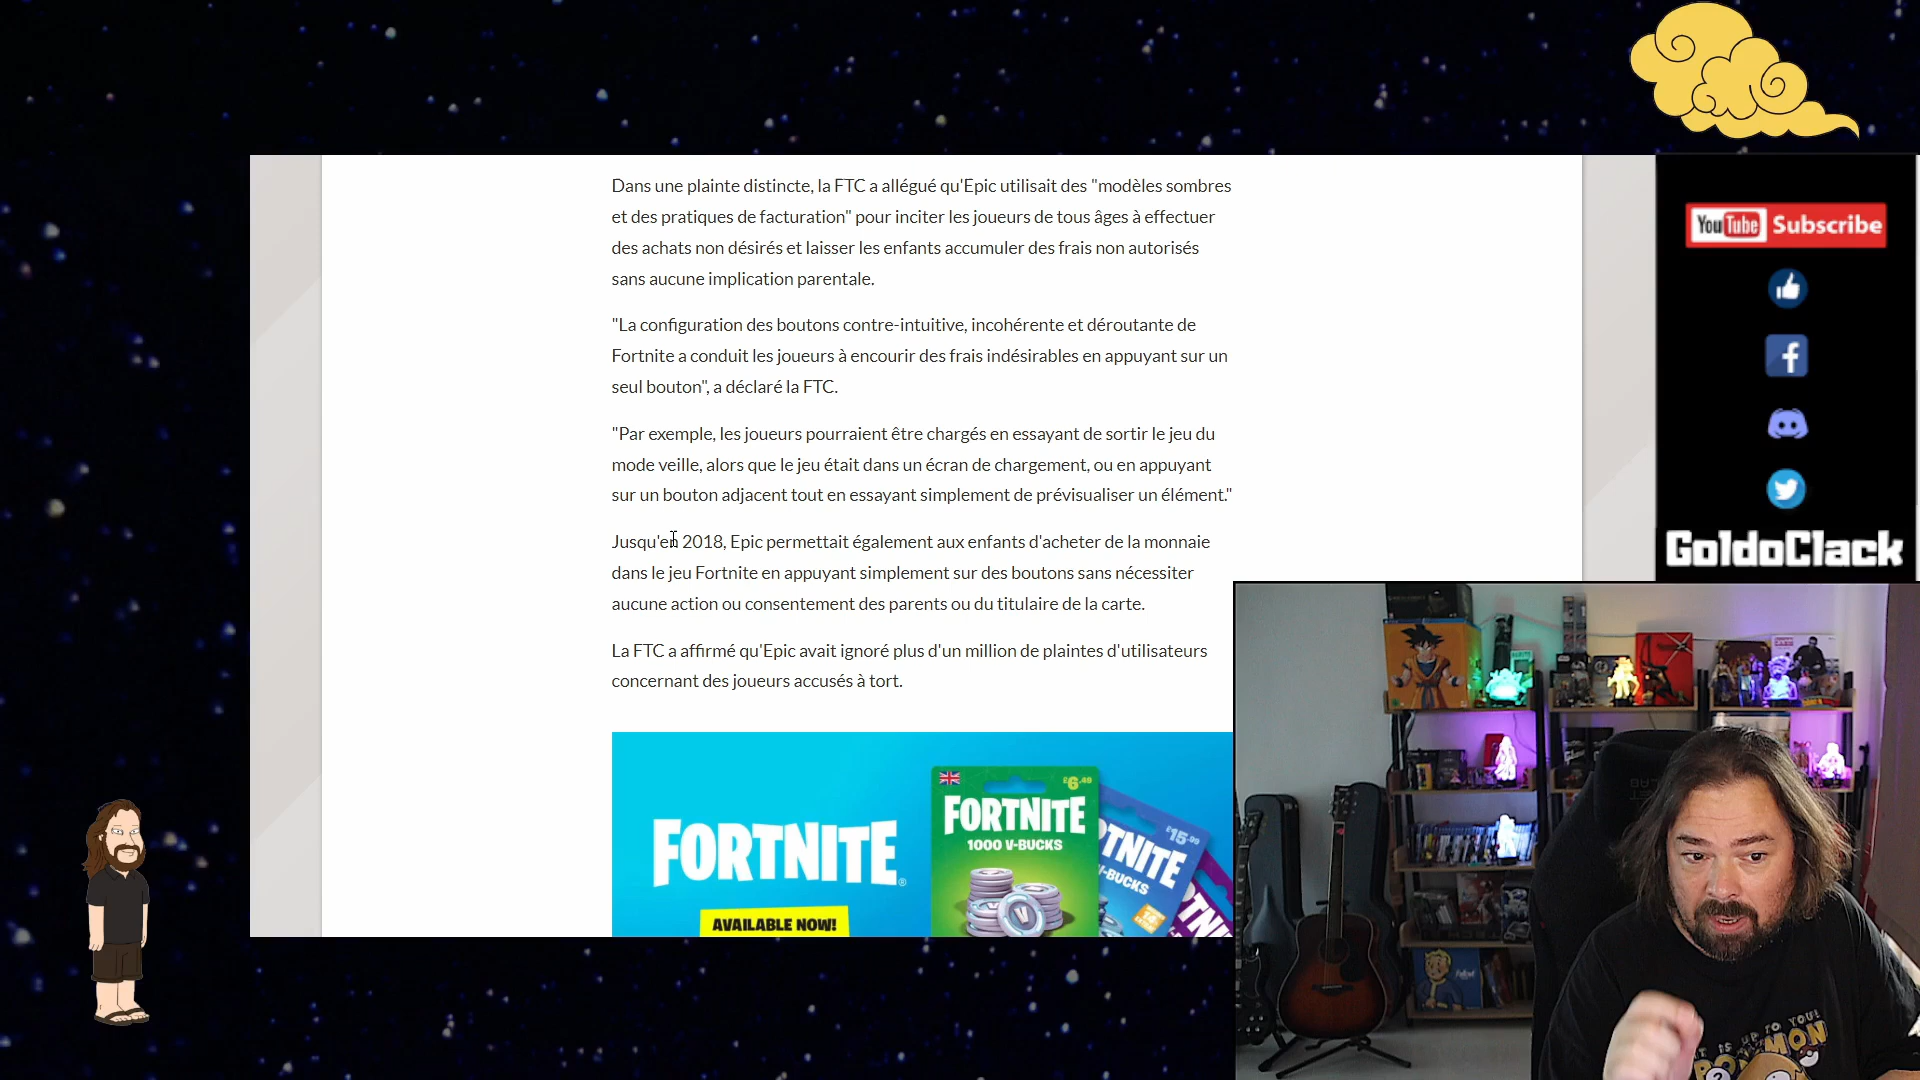 Dans une plainte distincte, la FTC a allégué qu'Epic utilisait des "modèles sombres
et des pratiques de facturation" pour inciter les joueurs de tous âges à effectuer
des achats non désirés et laisser les enfants accumuler des frais non autorisés
sans aucune implication parentale.
"La configuration des boutons contre-intuitive, incohérente et déroutante de
Fortnite a conduit les joueurs à encourir des frais indésirables en appuyant sur un
seul bouton", a déclaré la FTC.
"Par exemple, les joueurs pourraient être chargés en essayant de sortir le jeu du
mode veille, alors que le jeu était dans un écran de chargement, ou en appuyant
sur un bouton adjacent tout en essayant simplement de prévisualiser un élément."
Jusqu'en 2018, Epic permettait également aux enfants d'acheter de la monnaie
dans le jeu Fortnite en appuyant simplement sur des boutons sans nécessiter
aucune action ou consentement des parents ou du titulaire de la carte.
La FTC a affirmé qu'Epic avait ignoré plus d'un million de plaintes d'utilisateurs
concernant des joueurs accusés à tort.
FORTNITE
AVAILABLE NOW!
£6.49
FORTNITE
1000 V-BUCKS
£15.99
RTNITE
V-BUCKS
RTN
YouTube Subscribe
GoldoClack
TO YOU!
POKEMON